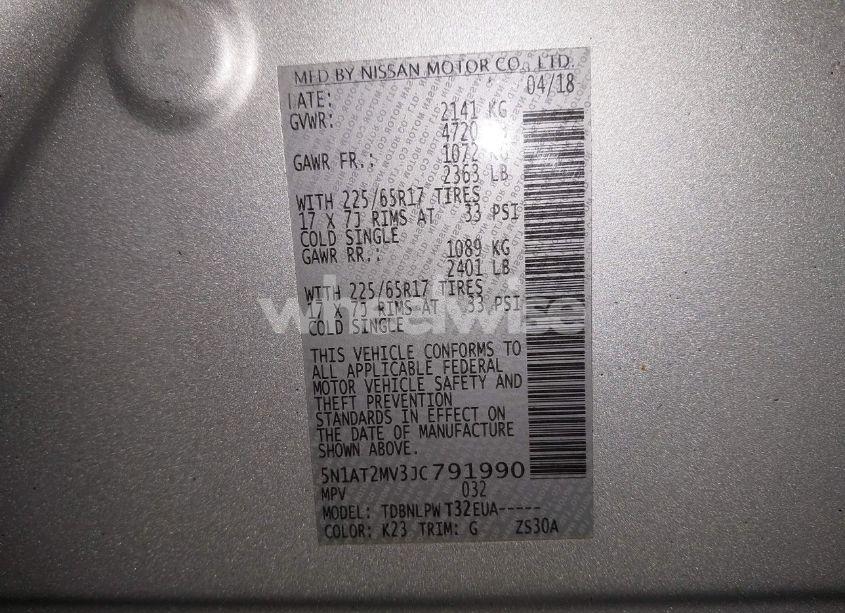 MFD BY NISSAN MOTOR CO., LTD.
DATE: 04/18
GVWR: 2141 KG
4720
GAWR FR.: 1072
2363 LB
WITH 225/65R17 TIRES
17 X 7J RIMS AT 33 PSI
COLD SINGLE
GAWR RR.: 1089 KG
2401 LB
WITH 225/65R17 TIRES
17 X 7J RIMS AT 33 PSI
COLD SINGLE
wheelwise
THIS VEHICLE CONFORMS TO
ALL APPLICABLE FEDERAL
MOTOR VEHICLE SAFETY AND
THEFT PREVENTION
STANDARDS IN EFFECT ON
THE DATE OF MANUFACTURE
SHOWN ABOVE.
5N1AT2MV3JC791990
MPV 032
MODEL: TDBNLPW T32EUA-----
COLOR: K23 TRIM: G ZS30A